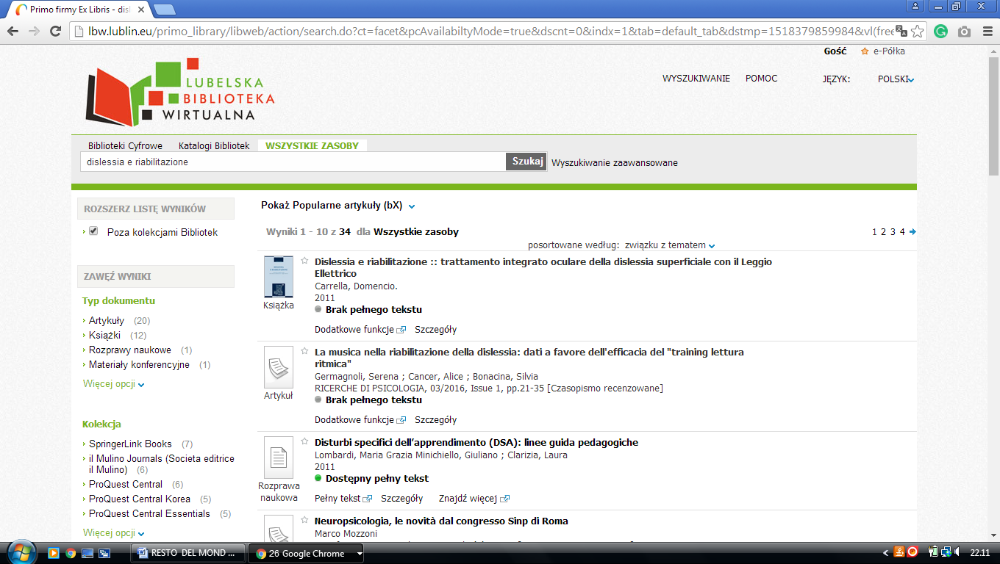 Primo firmy Ex Libris - disl
lbw.lublin.eu/primo_library/libweb/action/search.do?ct=facet&pcAvailabiltyMode=true&dscnt=0&indx=1&tab=default_tab&dstmp=1518379859984&vl(free
Gość e-Półka
LUBELSKA
BIBLIOTEKA
WIRTUALNA
WYSZUKIWANIE POMOC JĘZYK: POLSKI
Biblioteki Cyfrowe Katalogi Bibliotek WSZYSTKIE ZASOBY
dislessia e riabilitazione Szukaj Wyszukiwanie zaawansowane
ROZSZERZ LISTĘ WYNIKÓW
Poza kolekcjami Bibliotek
ZAWĘŹ WYNIKI
Typ dokumentu
Artykuły (20)
Książki (12)
Rozprawy naukowe (1)
Materiały konferencyjne (1)
Więcej opcji
Kolekcja
SpringerLink Books (7)
il Mulino Journals (Societa editrice
il Mulino) (6)
ProQuest Central (6)
ProQuest Central Korea (5)
ProQuest Central Essentials (5)
Więcej opcji
Pokaż Popularne artykuły (bX)
Wyniki 1 - 10 z 34 dla Wszystkie zasoby 1 2 3 4
posortowane według: związku z tematem
Książka
Dislessia e riabilitazione :: trattamento integrato oculare della dislessia superficiale con il Leggio
Ellettrico
Carrella, Domencio.
2011
Brak pełnego tekstu
Dodatkowe funkcje Szczegóły
Artykuł
La musica nella riabilitazione della dislessia: dati a favore dell'efficacia del "training lettura
ritmica"
Germagnoli, Serena ; Cancer, Alice ; Bonacina, Silvia
RICERCHE DI PSICOLOGIA, 03/2016, Issue 1, pp.21-35 [Czasopismo recenzowane]
Brak pełnego tekstu
Dodatkowe funkcje Szczegóły
Rozprawa
naukowa
Disturbi specifici dell’apprendimento (DSA): linee guida pedagogiche
Lombardi, Maria Grazia Minichiello, Giuliano ; Clarizia, Laura
2011
Dostępny pełny tekst
Pełny tekst Szczegóły Znajdź więcej
Neuropsicologia, le novità dal congresso Sinp di Roma
Marco Mozzoni
RESTO DEL MOND ... 26 Google Chrome 22.11